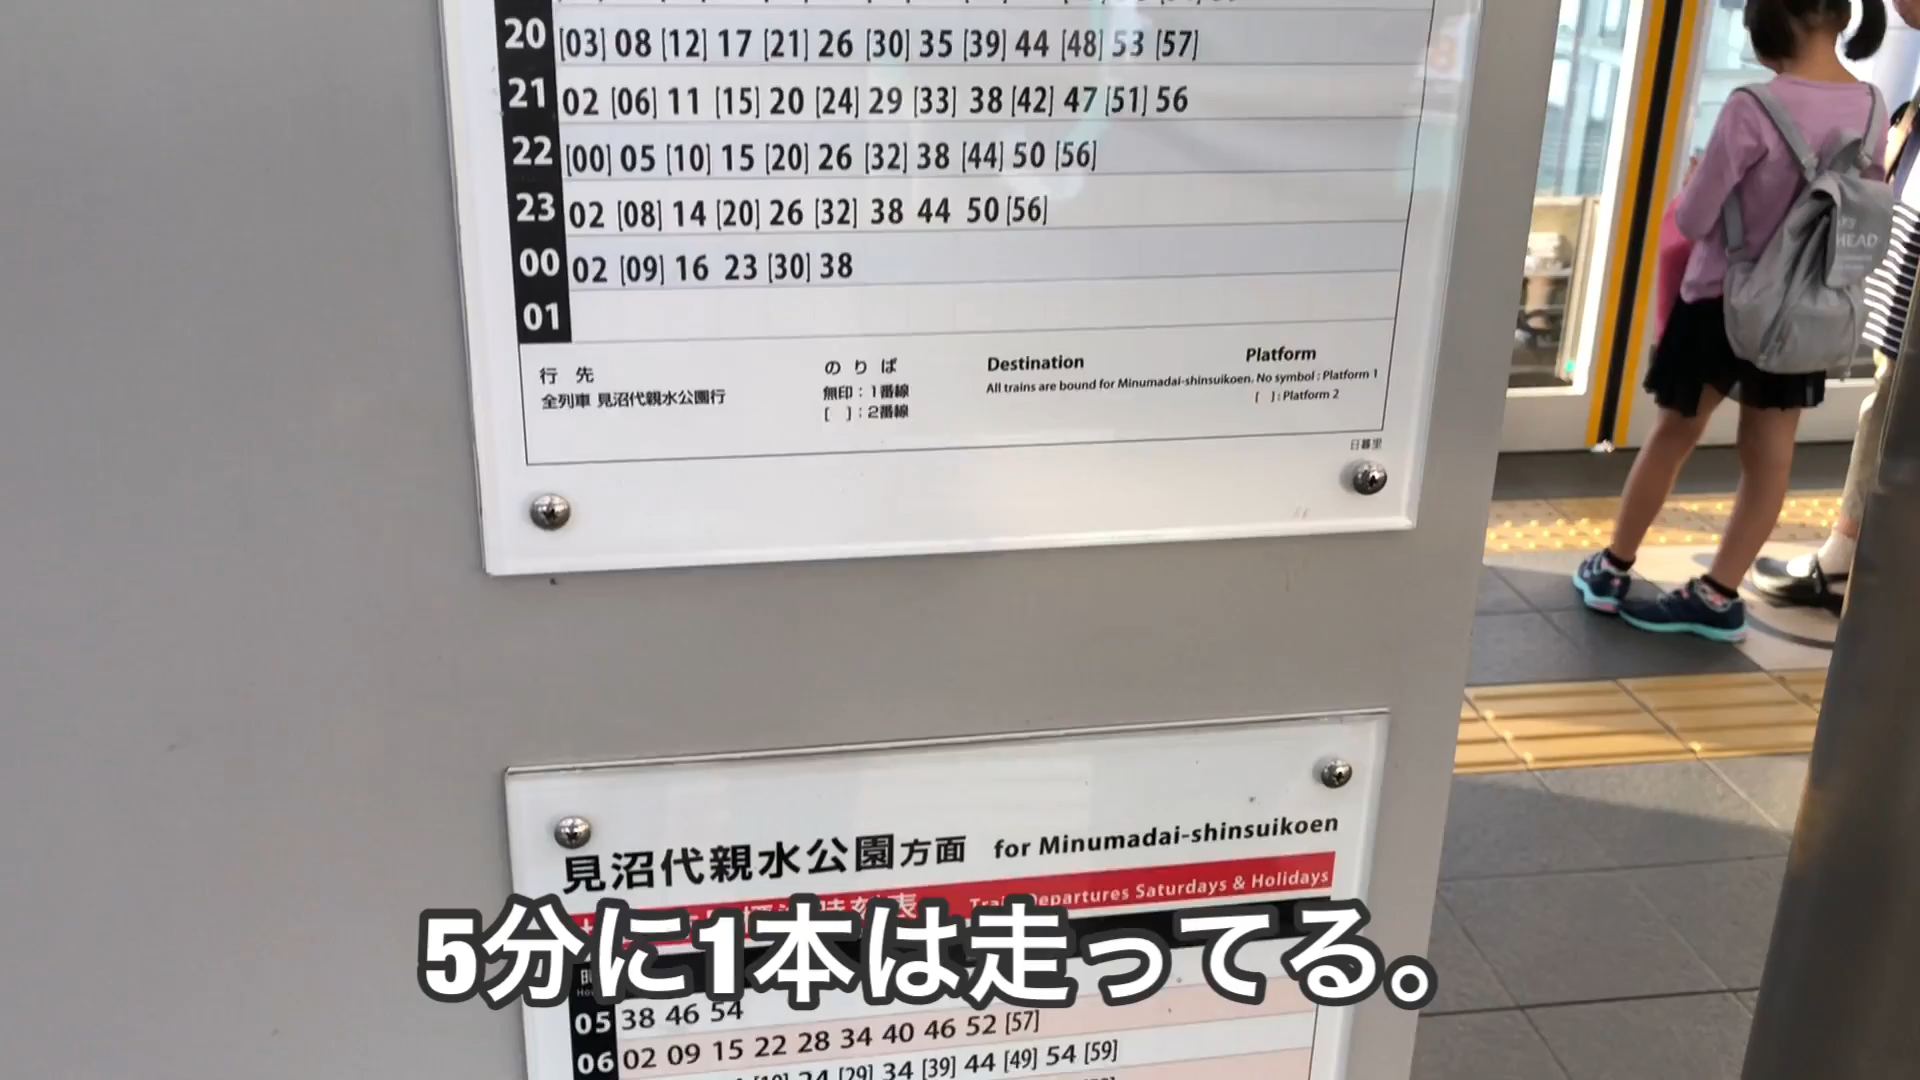 20 [03] 08 [12] 17 [21] 26 [30] 35 [39] 44 [48] 53 [57]
21 02 [06] 11 [15] 20 [24] 29 [33] 38 [42] 47 [51] 56
22 [00] 05 [10] 15 [20] 26 [32] 38 [44] 50 [56]
23 02 [08] 14 [20] 26 [32] 38 44 50 [56]
00 02 [09] 16 23 [30] 38
01
行 先 のりば Destination Platform
全列車 見沼代親水公園行 無印:1番線 All trains are bound for Minumadai-shinsuikoen. No symbol : Platform 1
[ ]:2番線 [ ] : Platform 2
日暮里
見沼代親水公園方面 for Minumadai-shinsuikoen
Departures Saturdays & Holidays
5分に1本は走ってる。
05 38 46 54
06 02 09 15 22 28 34 40 46 52 [57]
24 [29] 34 [39] 44 [49] 54 [59]
HEAD